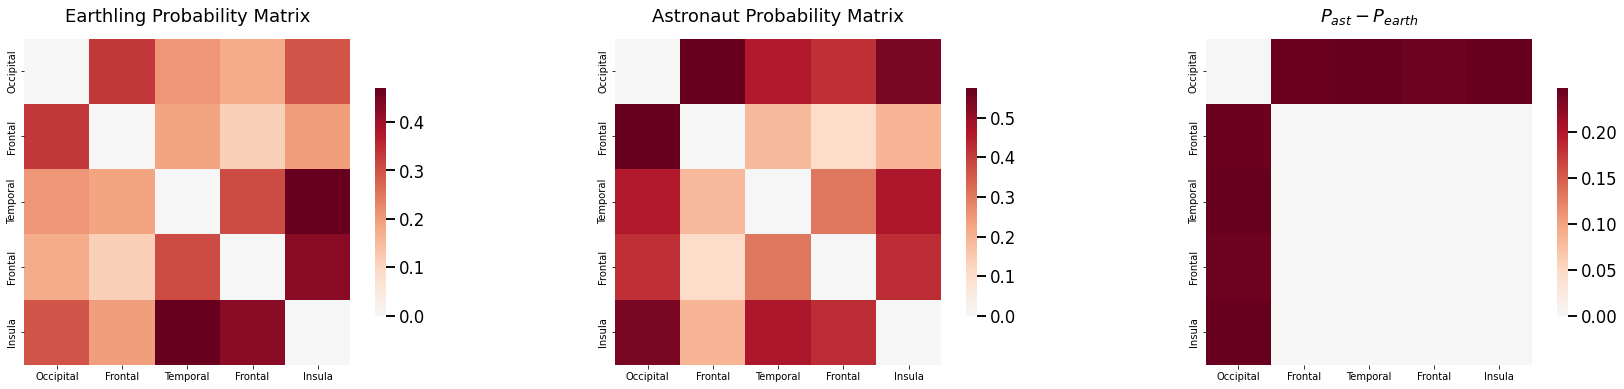 Earthling Probability Matrix
Occipital
Frontal
Temporal
Frontal
Insula
Occipital Frontal Temporal Frontal Insula
0.4
0.3
0.2
0.1
0.0
Astronaut Probability Matrix
Occipital
Frontal
Temporal
Frontal
Insula
Occipital Frontal Temporal Frontal Insula
0.5
0.4
0.3
0.2
0.1
0.0
P_ast − P_earth
Occipital
Frontal
Temporal
Frontal
Insula
Occipital Frontal Temporal Frontal Insula
0.20
0.15
0.10
0.05
0.00